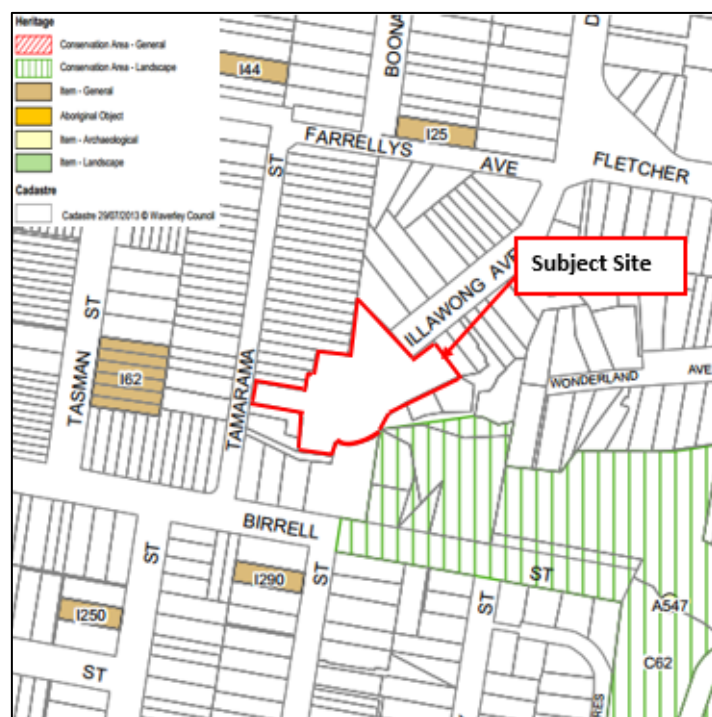 Heritage
Conservation Area - General
Conservation Area - Landscape
Item - General
Aboriginal Object
Item - Archaeological
Item - Landscape
Cadastre
Cadastre 29/07/2013 © Waverley Council
I44
BOONA
D
I25
FARRELLYS AVE
FLETCHER
ST
Subject Site
ILLAWONG AVE
ST
I62
TASMAN
TAMARAMA
WONDERLAND AVE
BIRRELL
ST
ST
I290
ST
I250
ST
ST
A547
C62
RES